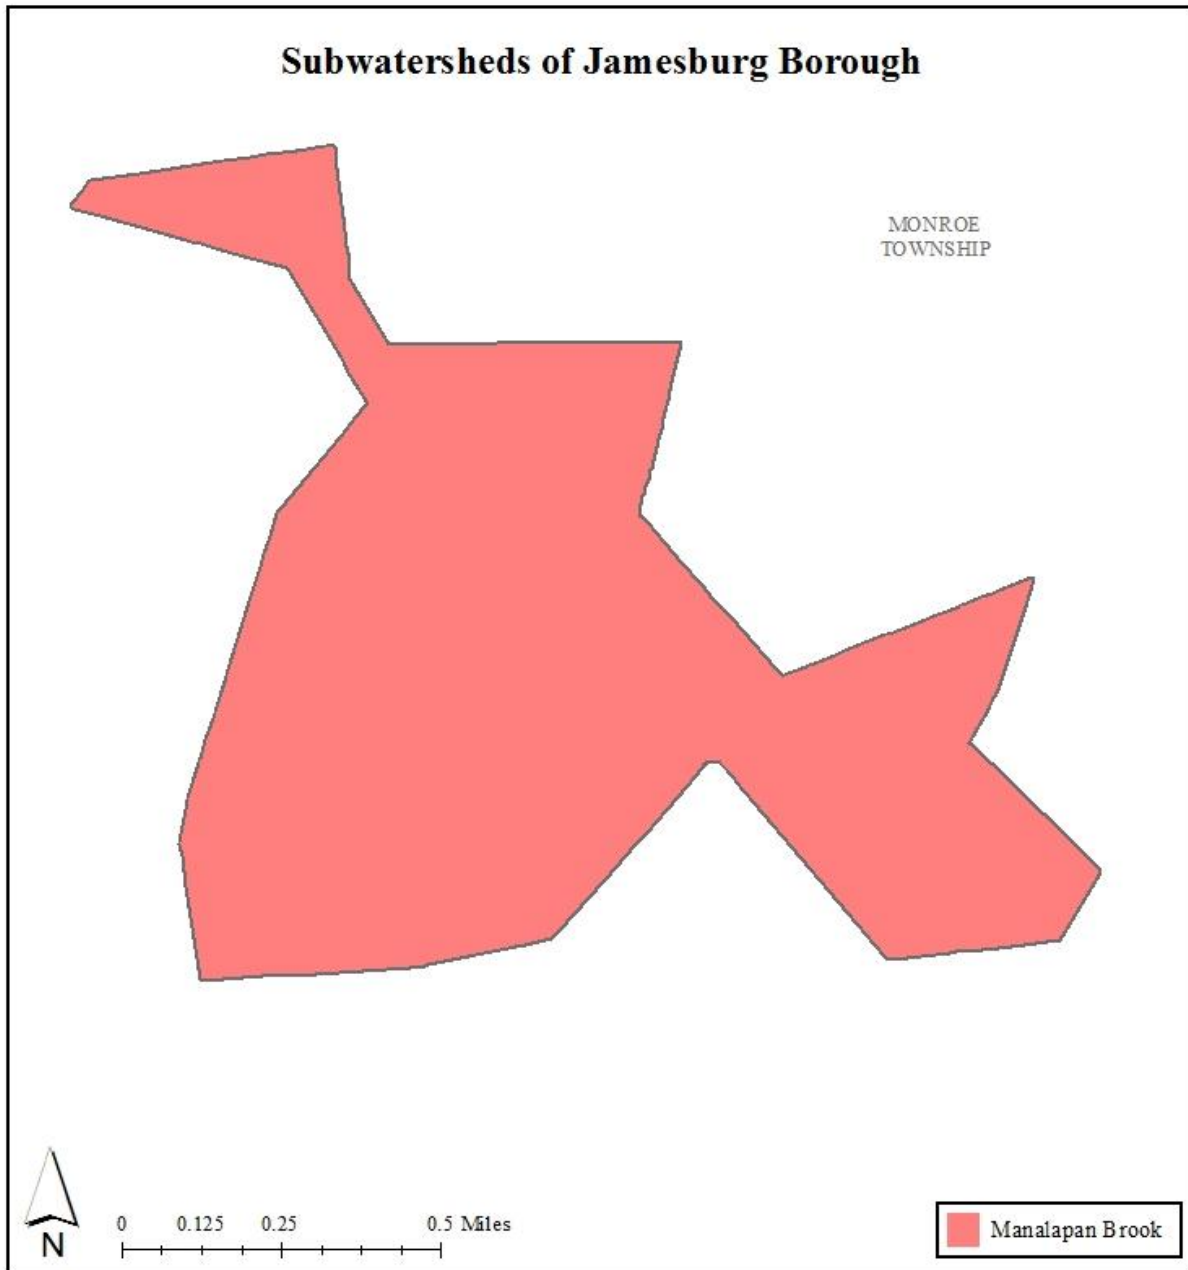 Subwatersheds of Jamesburg Borough
MONROE
TOWNSHIP
0 0.125 0.25 0.5 Miles
N
Manalapan Brook